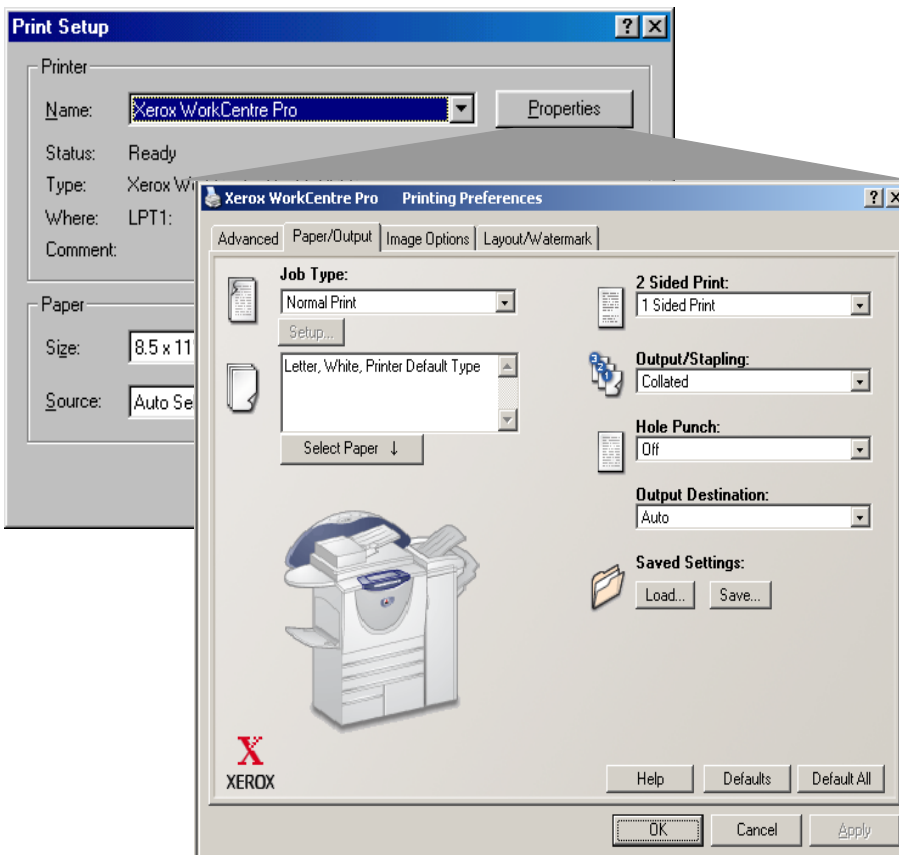 Print Setup
Printer
Name: Xerox WorkCentre Pro Properties
Status: Ready
Type: Xerox
Where: LPT1:
Comment:
Paper
Size: 8.5 x 11
Source: Auto
Xerox WorkCentre Pro Printing Preferences
Advanced Paper/Output Image Options Layout/Watermark
Job Type:
Normal Print
Setup...
Letter, White, Printer Default Type
Select Paper ↓
2 Sided Print:
1 Sided Print
Output/Stapling:
Collated
Hole Punch:
Off
Output Destination:
Auto
Saved Settings:
Load... Save...
X
XEROX
Help Defaults Default All
OK Cancel Apply